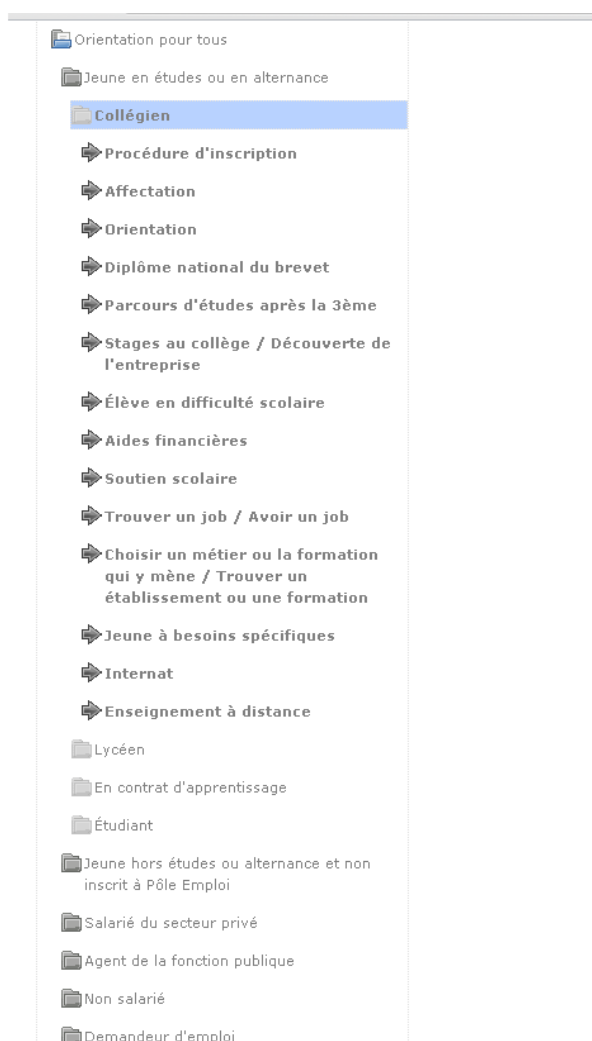 Orientation pour tous
Jeune en études ou en alternance
Collégien
Procédure d'inscription
Affectation
Orientation
Diplôme national du brevet
Parcours d'études après la 3ème
Stages au collège / Découverte de
l'entreprise
Élève en difficulté scolaire
Aides financières
Soutien scolaire
Trouver un job / Avoir un job
Choisir un métier ou la formation
qui y mène / Trouver un
établissement ou une formation
Jeune à besoins spécifiques
Internat
Enseignement à distance
Lycéen
En contrat d'apprentissage
Étudiant
Jeune hors études ou alternance et non
inscrit à Pôle Emploi
Salarié du secteur privé
Agent de la fonction publique
Non salarié
Demandeur d'emploi